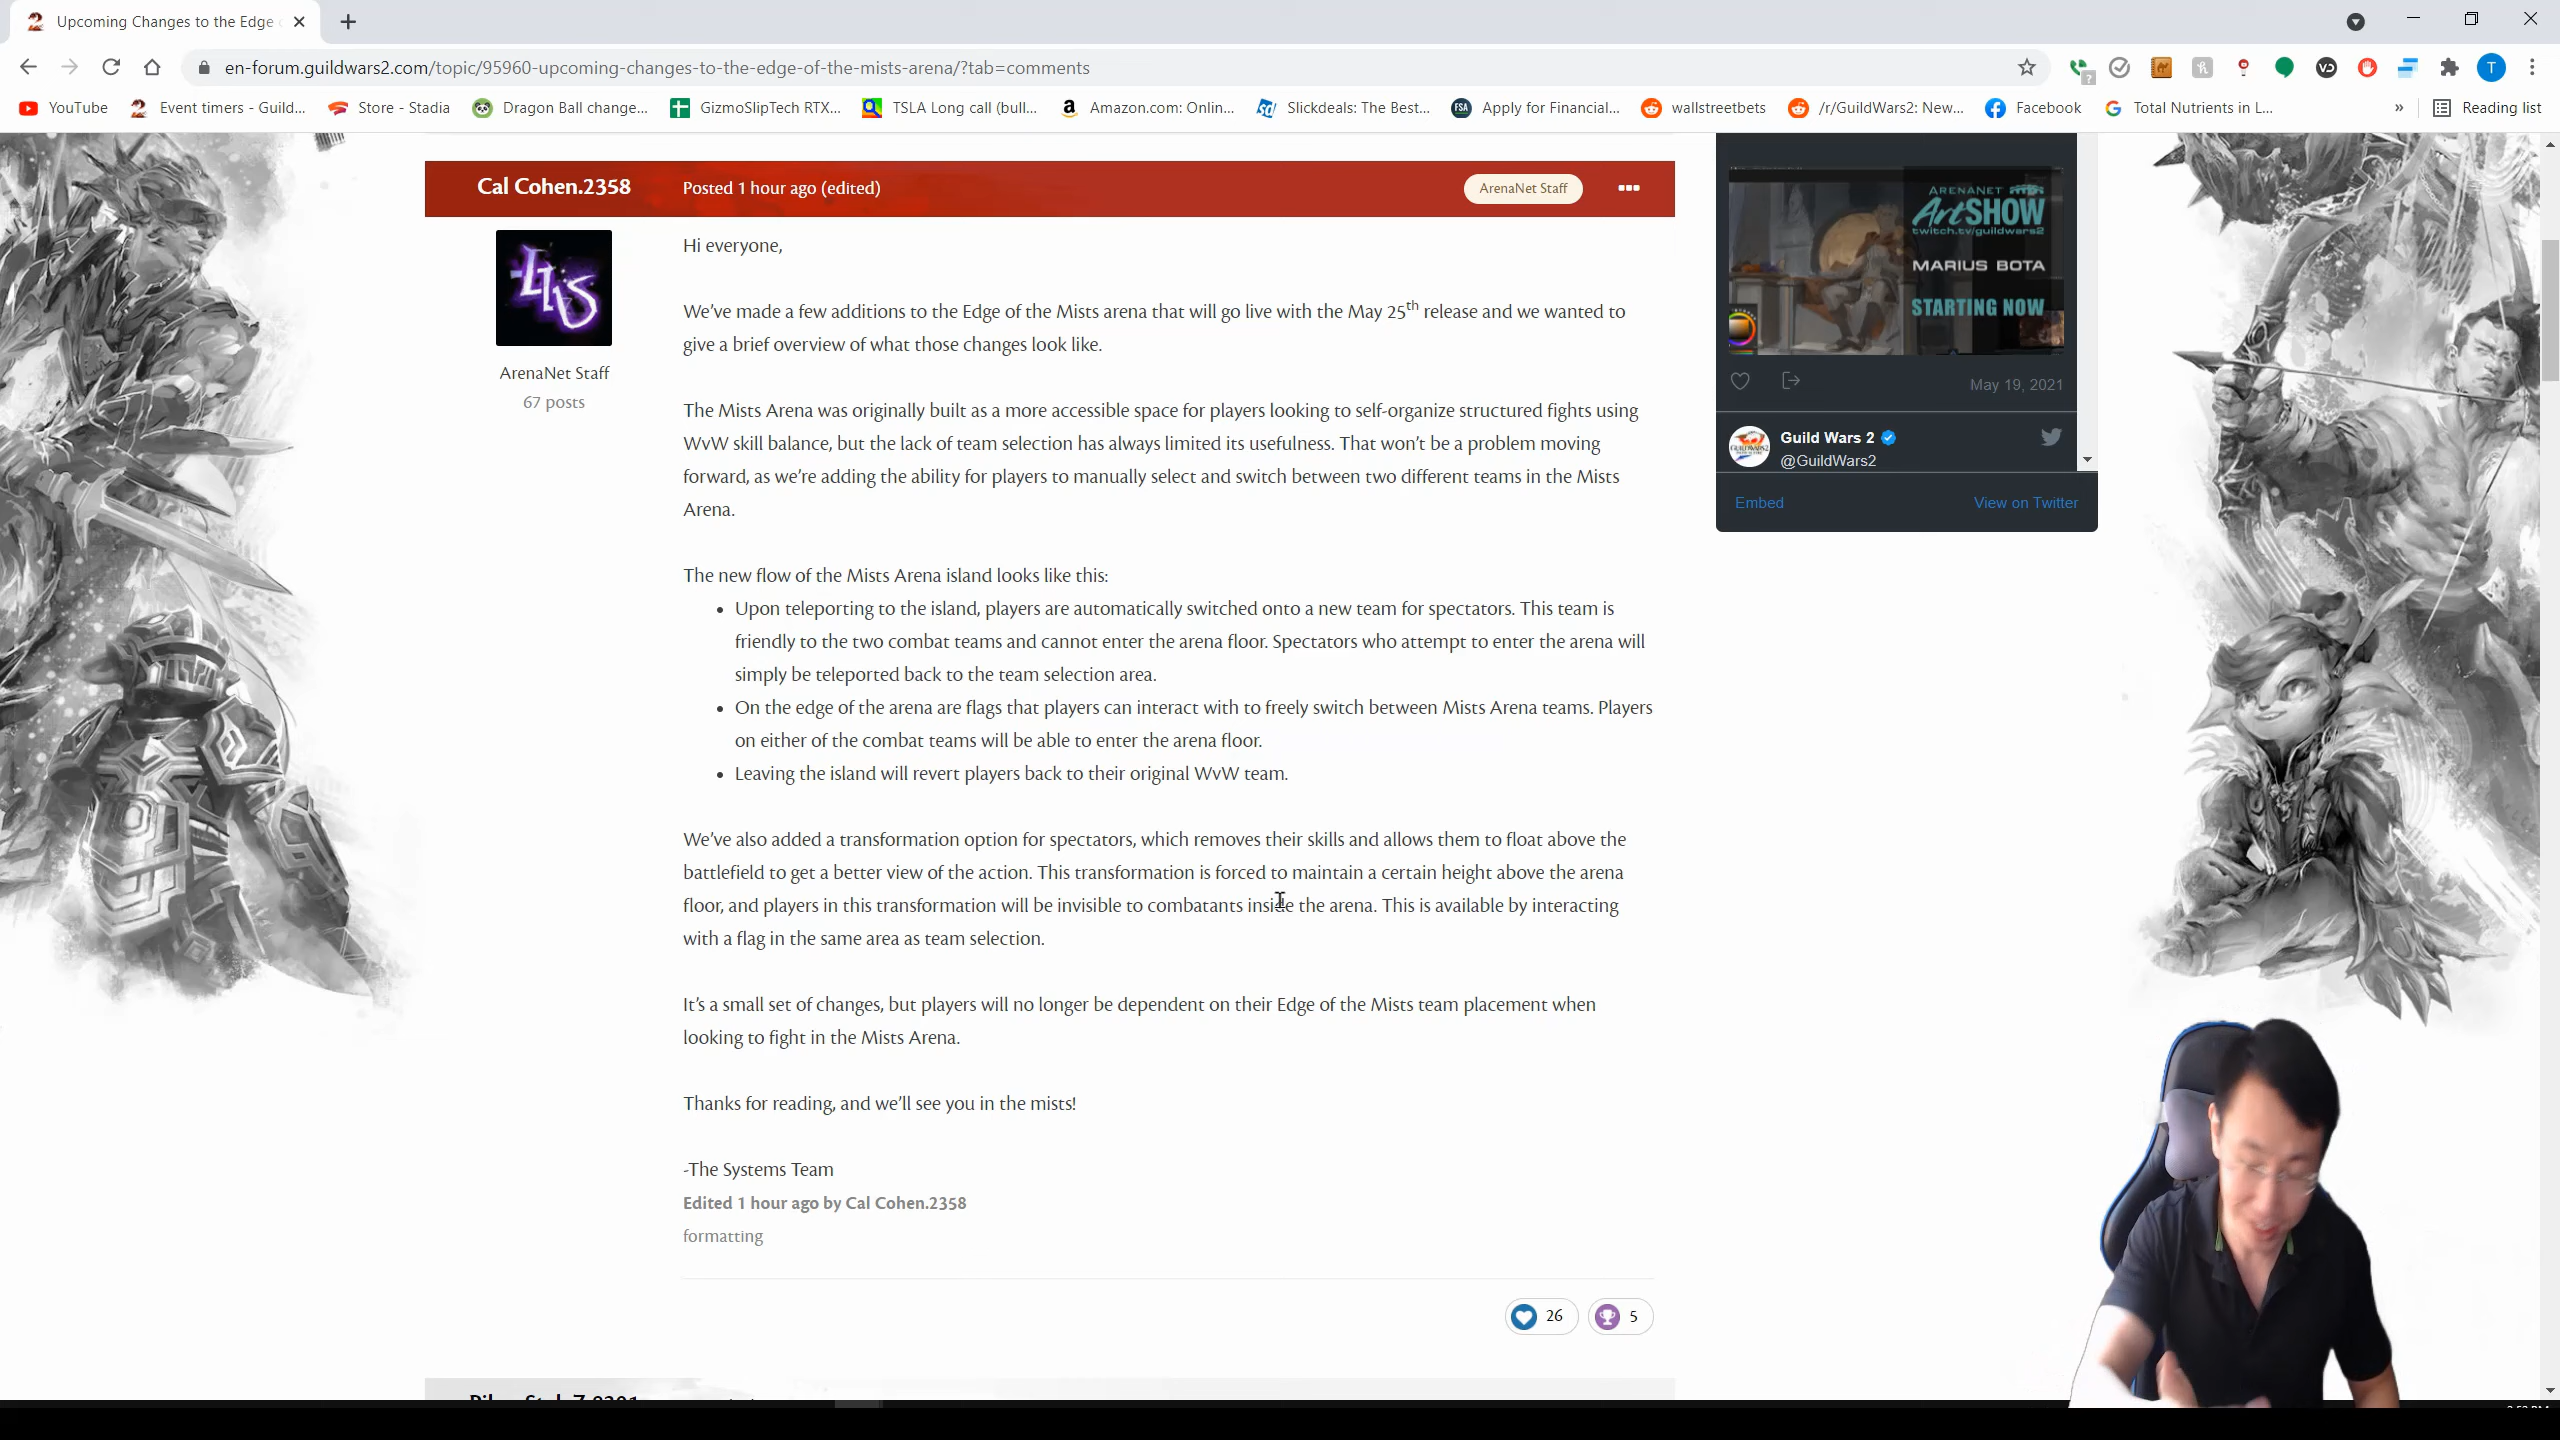 Upcoming Changes to the Edge
en-forum.guildwars2.com/topic/95960-upcoming-changes-to-the-edge-of-the-mists-arena/?tab=comments
T
YouTube
Event timers - Guild...
Store - Stadia
Dragon Ball change...
GizmoSlipTech RTX...
TSLA Long call (bull...
Amazon.com: Onlin...
Slickdeals: The Best...
Apply for Financial...
wallstreetbets
/r/GuildWars2: New...
Facebook
Total Nutrients in L...
»
Reading list
Cal Cohen.2358
Posted 1 hour ago (edited)
ArenaNet Staff
ArenaNet Staff
67 posts
Hi everyone,
We've made a few additions to the Edge of the Mists arena that will go live with the May 25th release and we wanted to
give a brief overview of what those changes look like.
The Mists Arena was originally built as a more accessible space for players looking to self-organize structured fights using
WvW skill balance, but the lack of team selection has always limited its usefulness. That won't be a problem moving
forward, as we're adding the ability for players to manually select and switch between two different teams in the Mists
Arena.
The new flow of the Mists Arena island looks like this:
• Upon teleporting to the island, players are automatically switched onto a new team for spectators. This team is
friendly to the two combat teams and cannot enter the arena floor. Spectators who attempt to enter the arena will
simply be teleported back to the team selection area.
• On the edge of the arena are flags that players can interact with to freely switch between Mists Arena teams. Players
on either of the combat teams will be able to enter the arena floor.
• Leaving the island will revert players back to their original WvW team.
We've also added a transformation option for spectators, which removes their skills and allows them to float above the
battlefield to get a better view of the action. This transformation is forced to maintain a certain height above the arena
floor, and players in this transformation will be invisible to combatants inside the arena. This is available by interacting
with a flag in the same area as team selection.
It's a small set of changes, but players will no longer be dependent on their Edge of the Mists team placement when
looking to fight in the Mists Arena.
Thanks for reading, and we'll see you in the mists!
-The Systems Team
Edited 1 hour ago by Cal Cohen.2358
formatting
26
5
ARENANET
ArtSHOW
twitch.tv/guildwars2
MARIUS BOTA
STARTING NOW
May 19, 2021
Guild Wars 2
@GuildWars2
Embed
View on Twitter